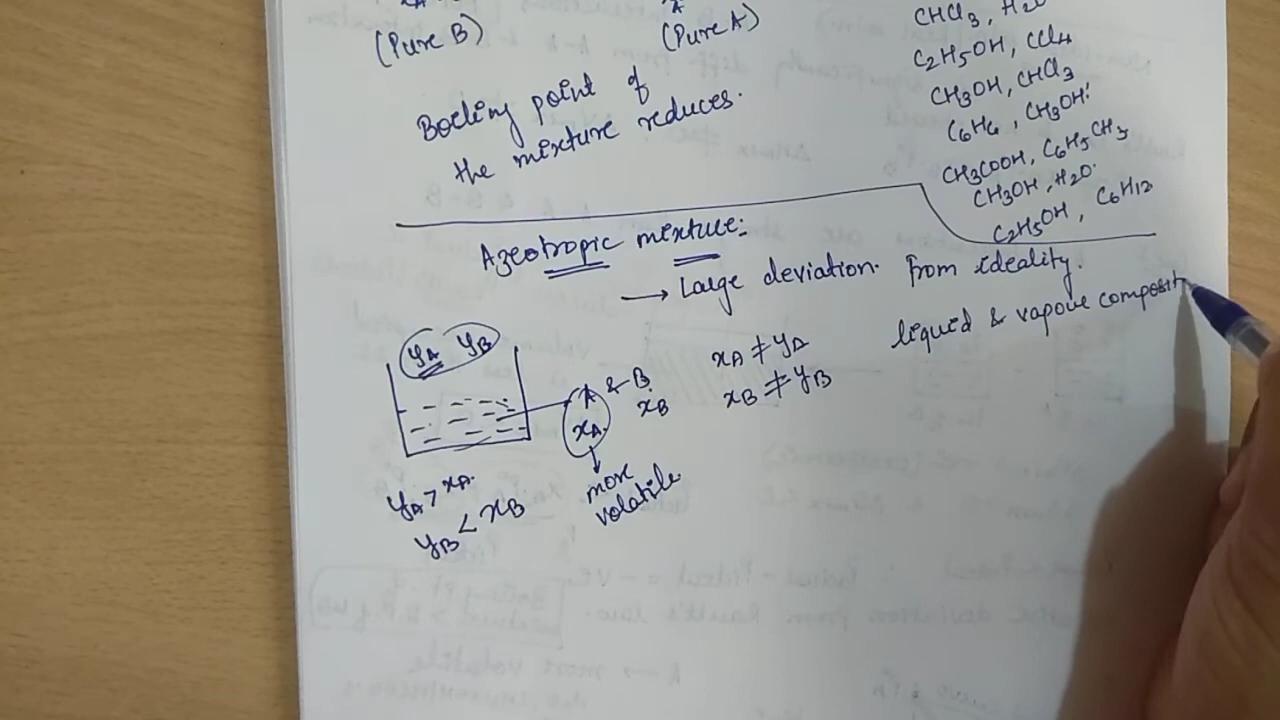 (Pure B)
(Pure A)
Boiling point of
the mixture reduces.
CHCl3, H2O
C2H5OH, CCl4
CH3OH, CHCl3
C6H6, CH3OH
CH3COOH, C6H5CH3
CH3OH, H2O.
C2H5OH, C6H12
Azeotropic mixture:
→ Large deviation from ideality.
liquid & vapour composit
yA yB
A & B
xA. xB
xA ≠ yA
xB ≠ yB
more
volatile
yA > xA.
yB < xB